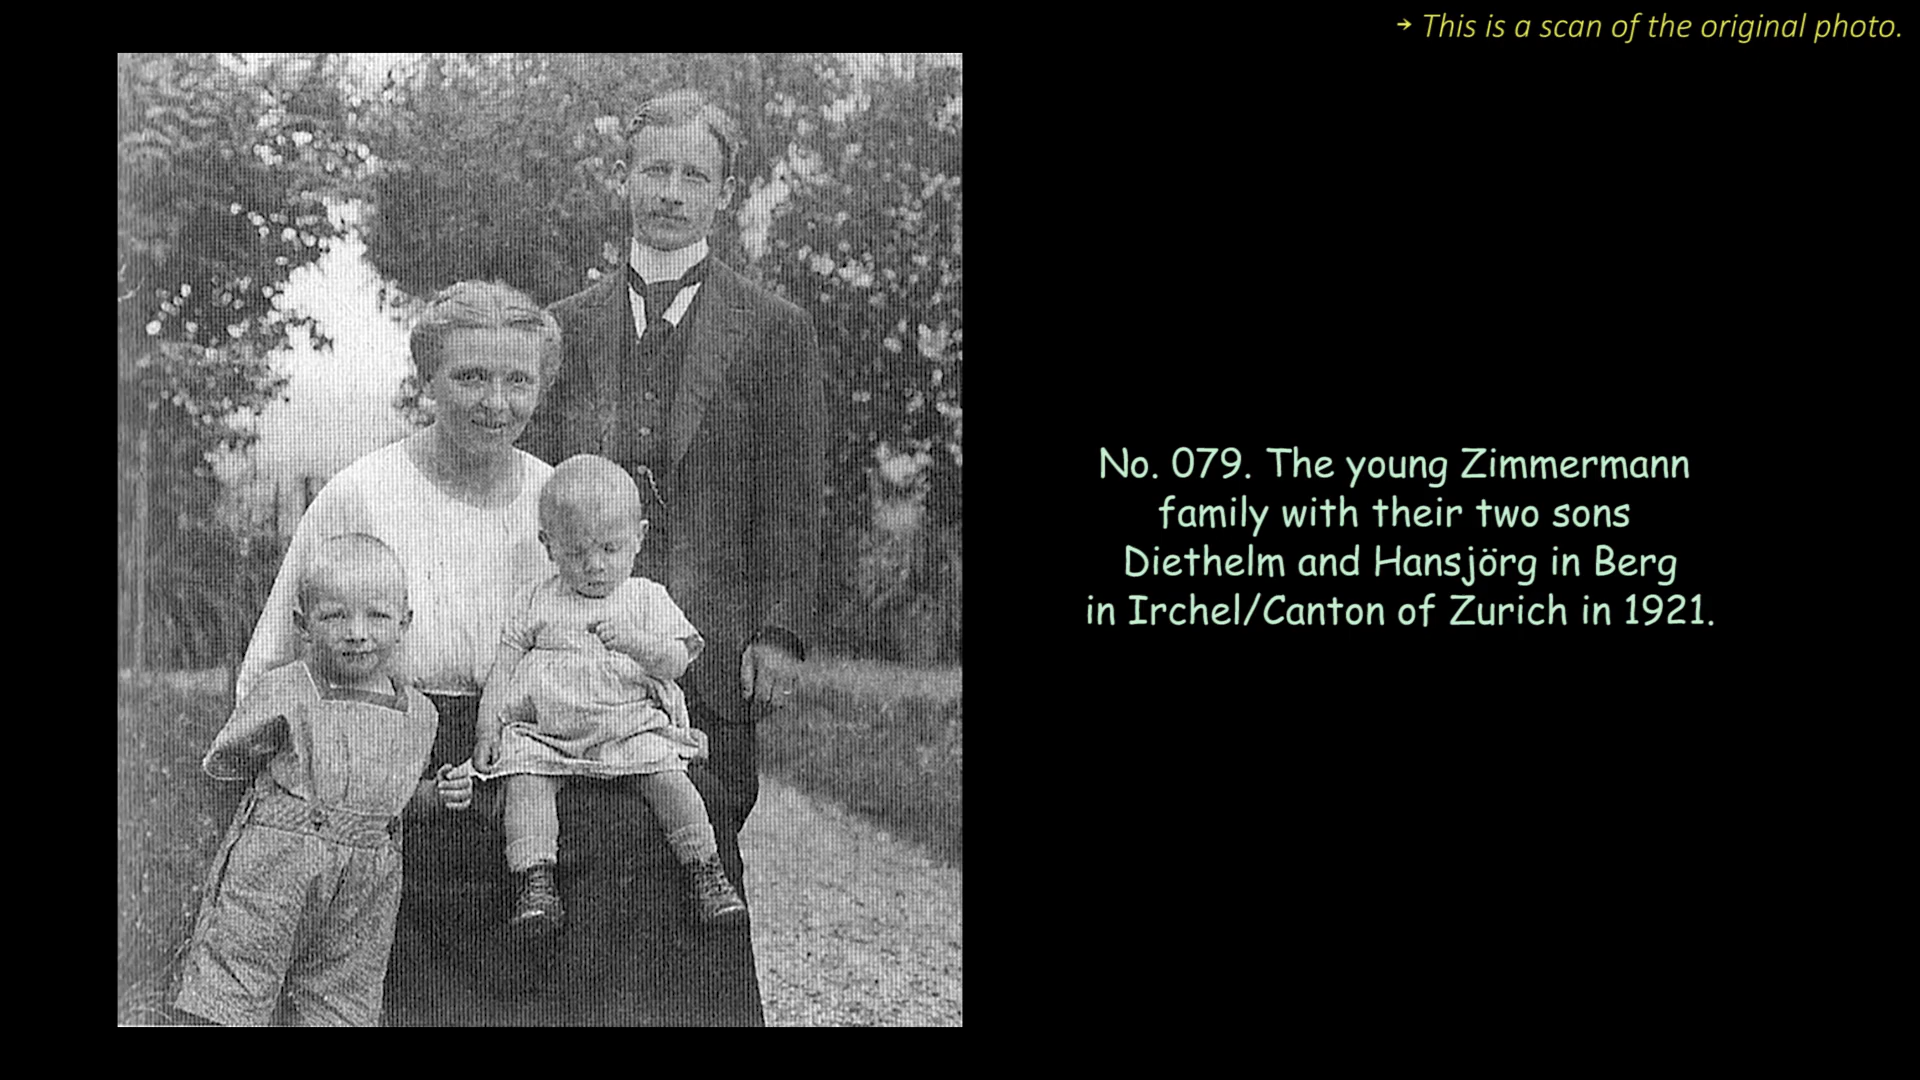 → This is a scan of the original photo.
No. 079. The young Zimmermann
family with their two sons
Diethelm and Hansjörg in Berg
in Irchel/Canton of Zurich in 1921.